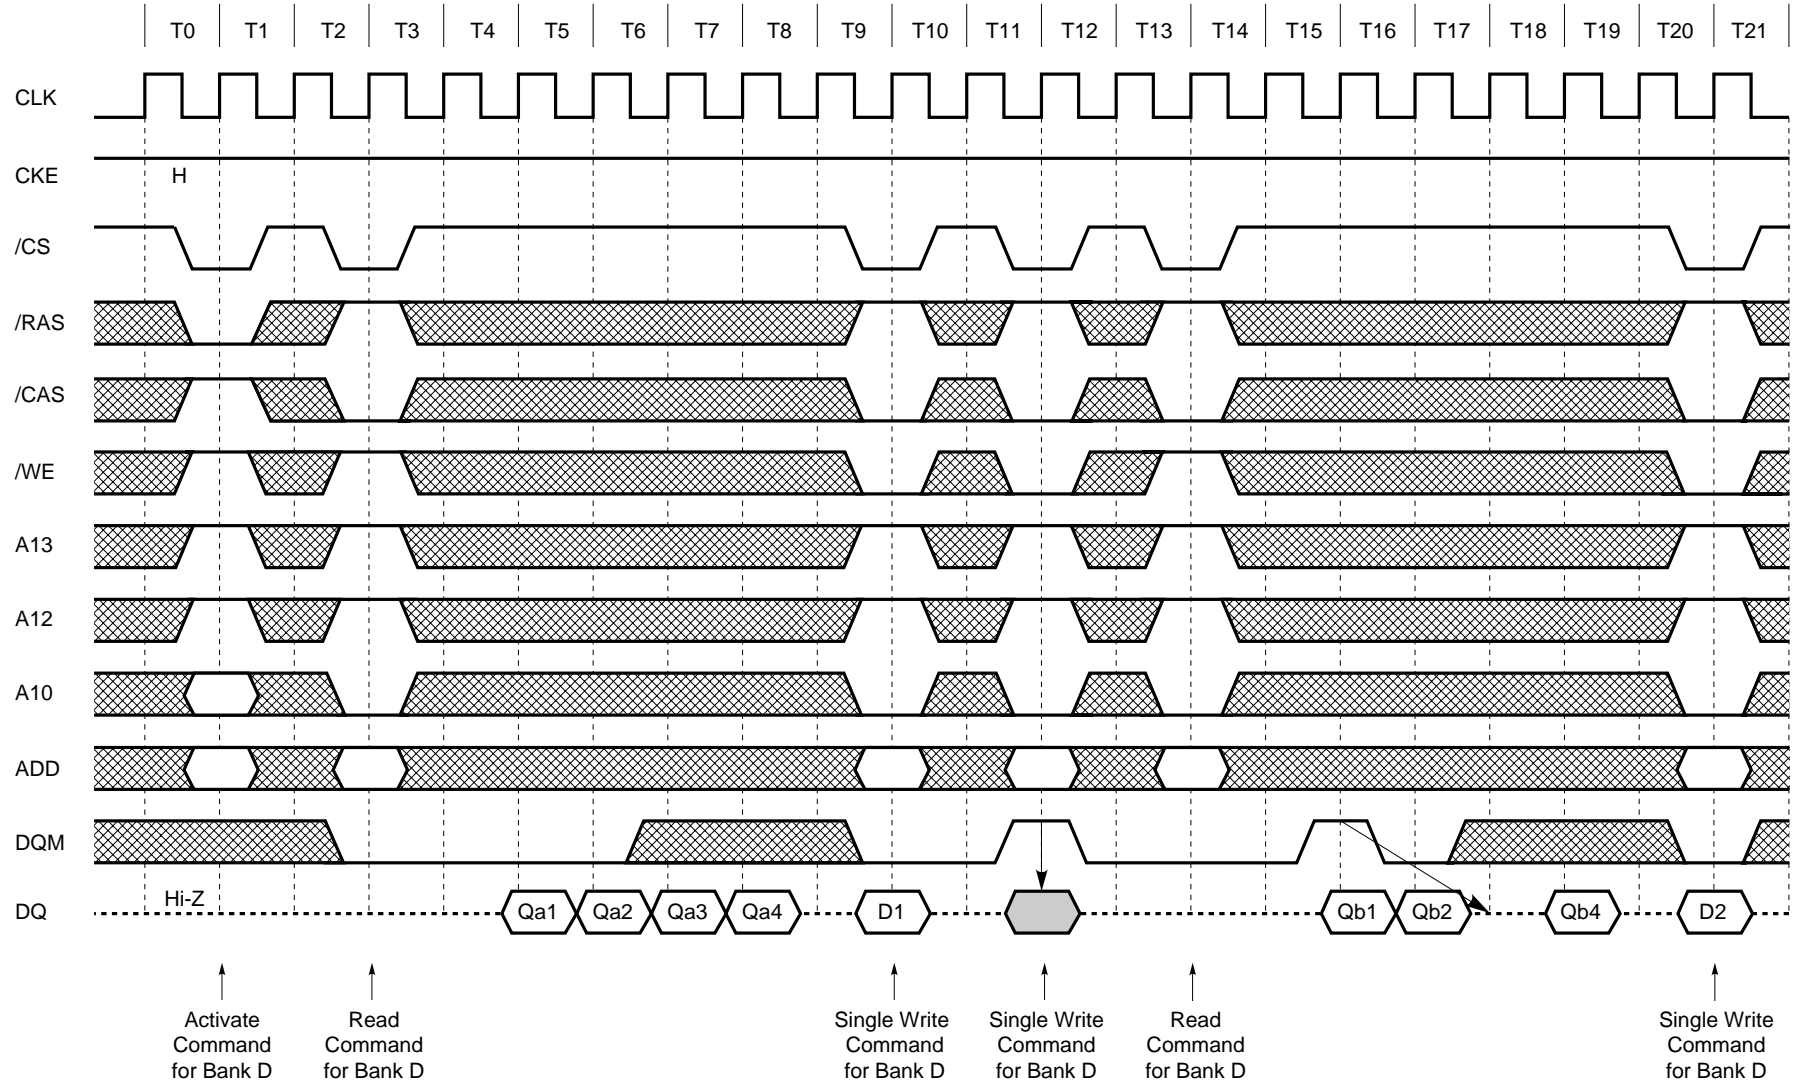 T0 T1 T2 T3 T4 T5 T6 T7 T8 T9 T10 T11 T12 T13 T14 T15 T16 T17 T18 T19 T20 T21
CLK
CKE H
/CS
/RAS
/CAS
/WE
A13
A12
A10
ADD
DQM
DQ Hi-Z Qa1 Qa2 Qa3 Qa4 D1 Qb1 Qb2 Qb4 D2
Activate
Command
for Bank D
Read
Command
for Bank D
Single Write
Command
for Bank D
Single Write
Command
for Bank D
Read
Command
for Bank D
Single Write
Command
for Bank D